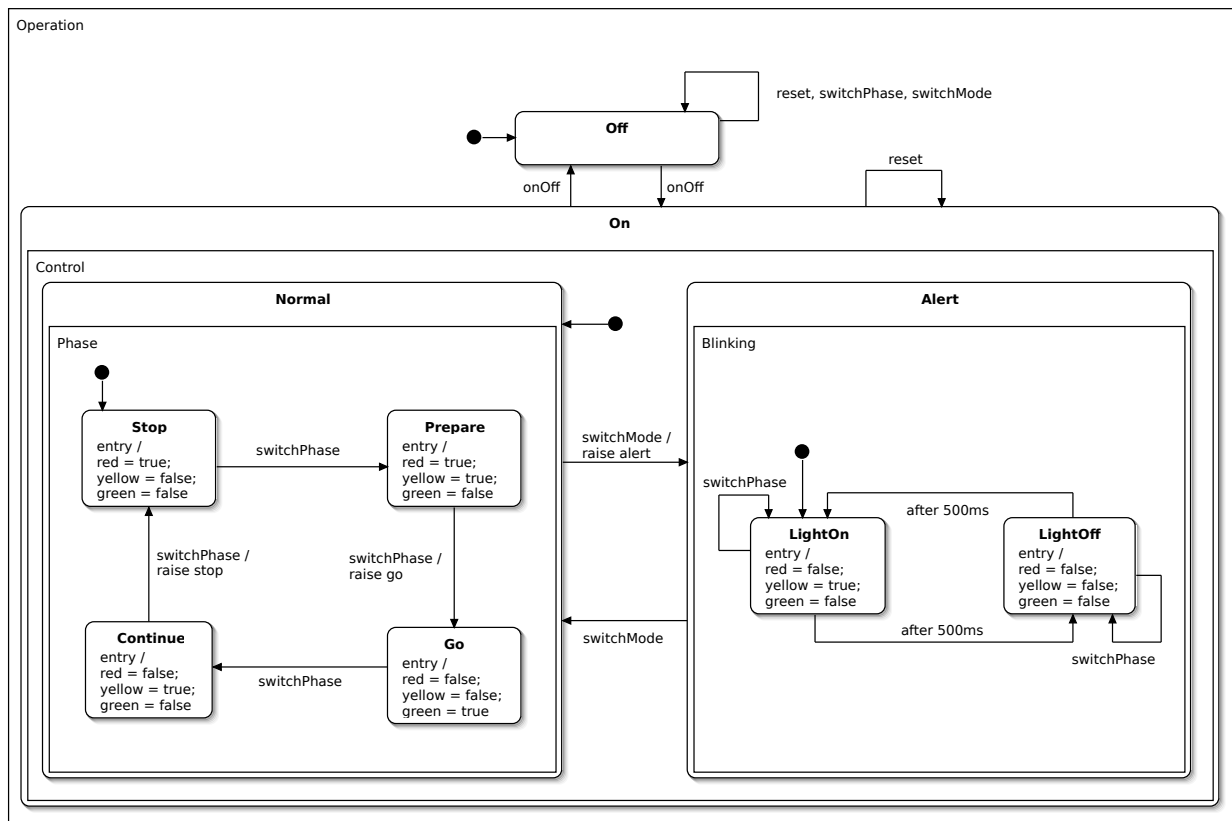 Operation
reset, switchPhase, switchMode
Off
onOff
onOff
reset
On
Control
Normal
Alert
Phase
Blinking
Stop
entry /
red = true;
yellow = false;
green = false
switchPhase
Prepare
entry /
red = true;
yellow = true;
green = false
switchMode /
raise alert
switchPhase
after 500ms
LightOn
entry /
red = false;
yellow = true;
green = false
LightOff
entry /
red = false;
yellow = false;
green = false
switchPhase /
raise stop
switchPhase /
raise go
after 500ms
switchMode
switchPhase
Continue
entry /
red = false;
yellow = true;
green = false
switchPhase
Go
entry /
red = false;
yellow = false;
green = true